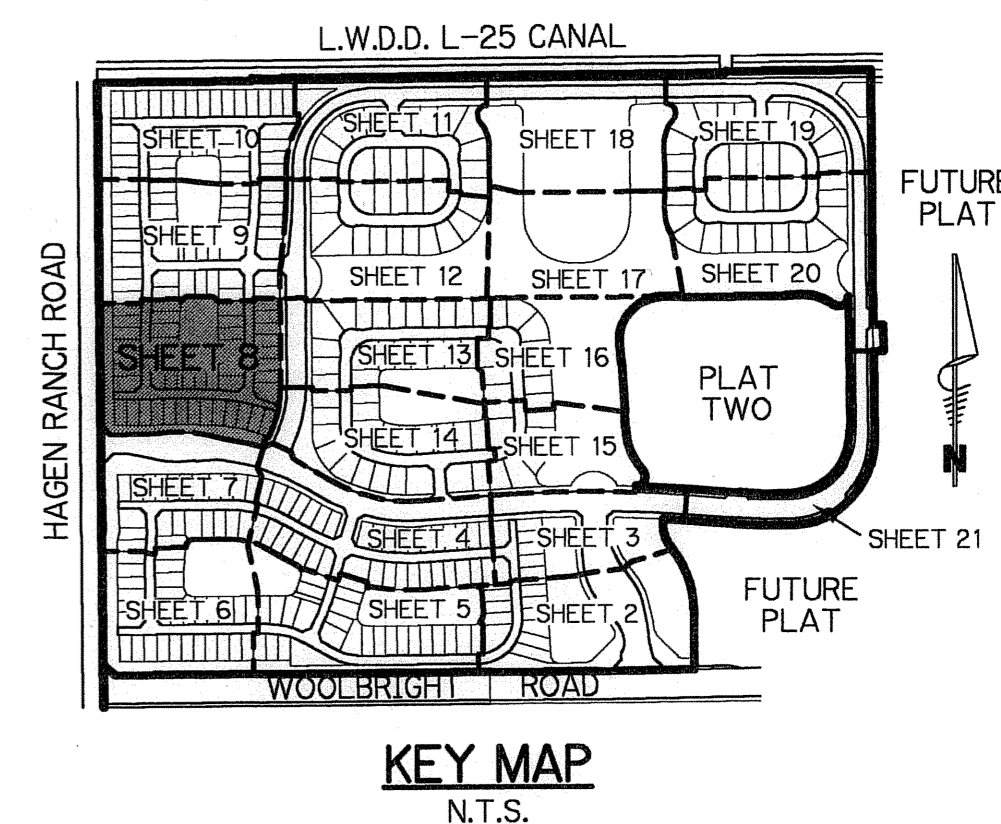 L.W.D.D. L-25 CANAL
SHEET 10
SHEET 11
SHEET 18
SHEET 19
FUTURE
PLAT
SHEET 9
SHEET 12
SHEET 17
SHEET 20
HAGEN RANCH ROAD
SHEET 8
SHEET 13
SHEET 16
PLAT
TWO
SHEET 14
SHEET 15
N
SHEET 7
SHEET 4
SHEET 3
SHEET 21
SHEET 6
SHEET 5
SHEET 2
FUTURE
PLAT
WOOLBRIGHT ROAD
KEY MAP
N.T.S.